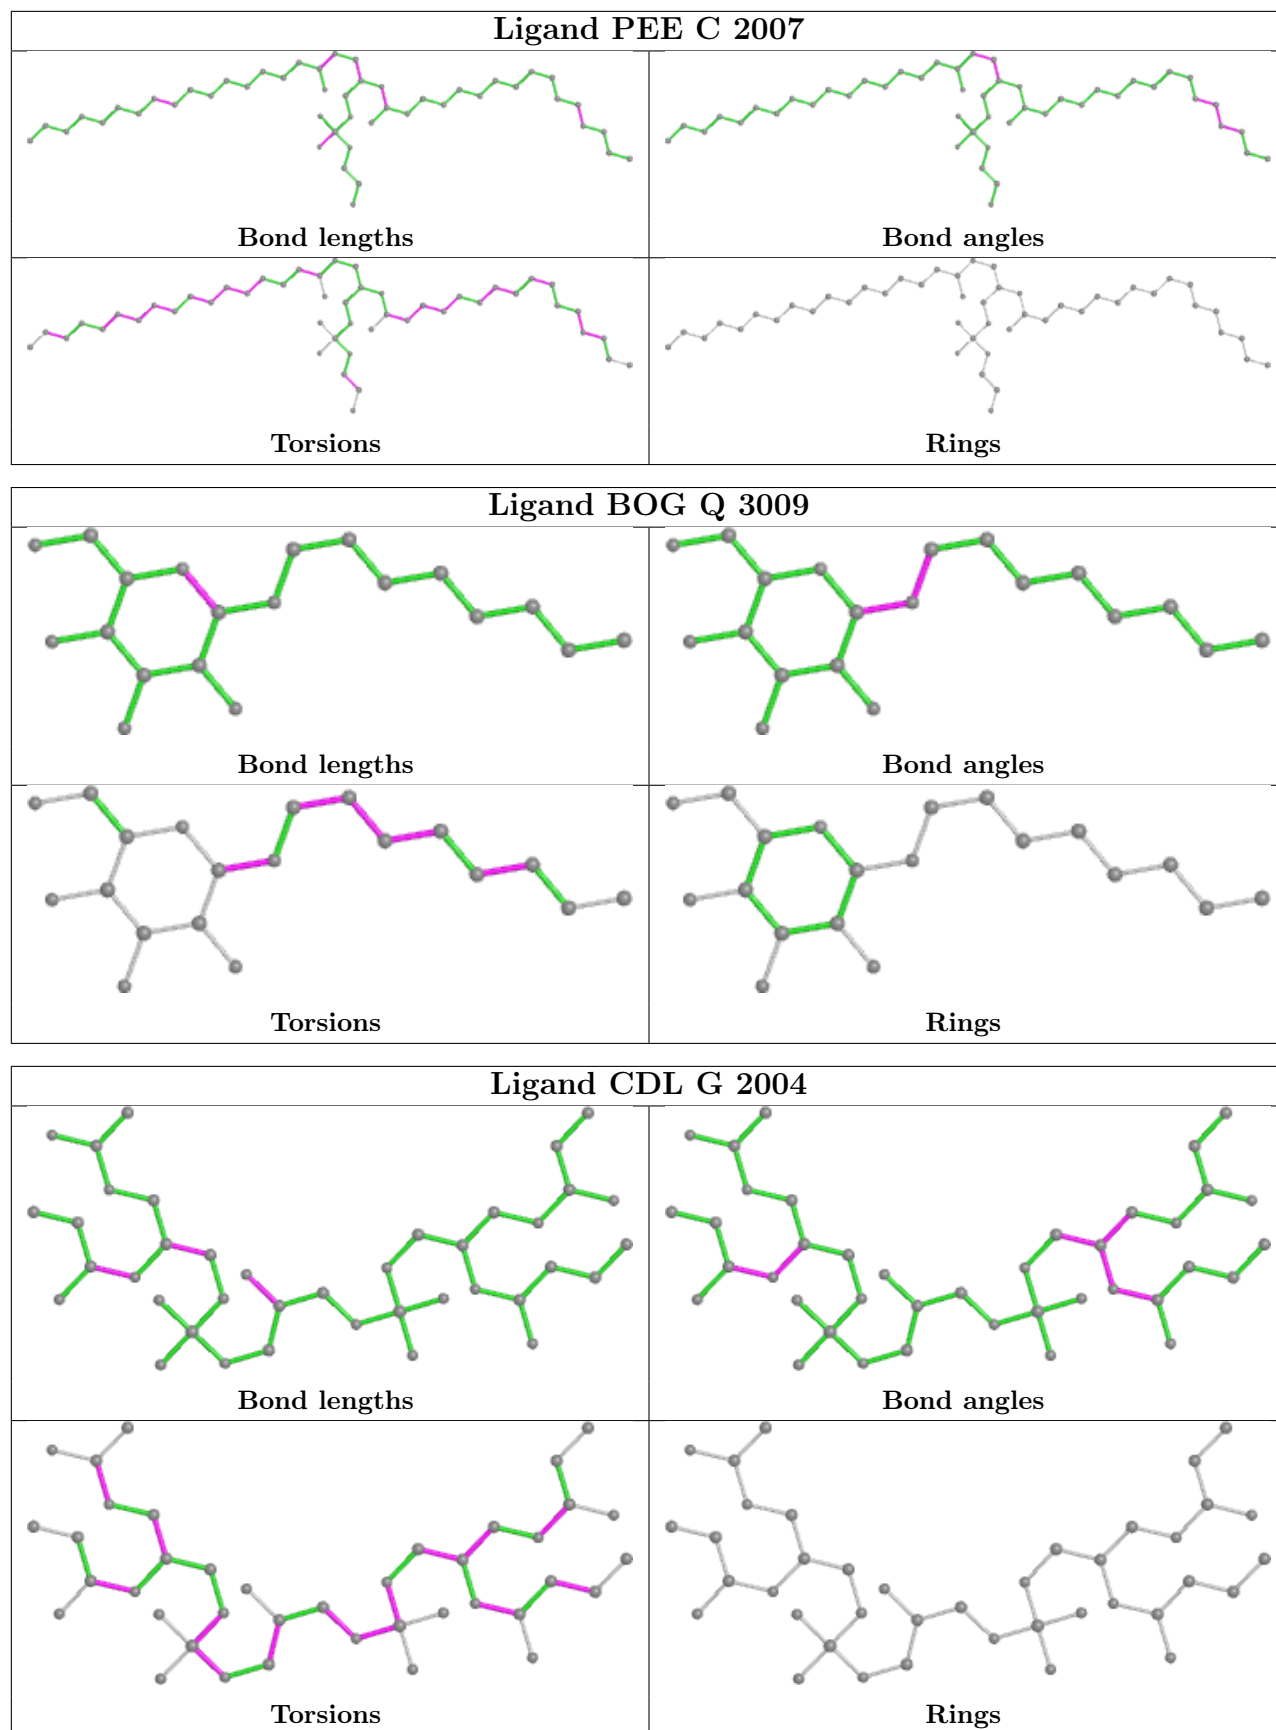 Ligand PEE C 2007
Bond lengths
Bond angles
Torsions
Rings
Ligand BOG Q 3009
Bond lengths
Bond angles
Torsions
Rings
Ligand CDL G 2004
Bond lengths
Bond angles
Torsions
Rings